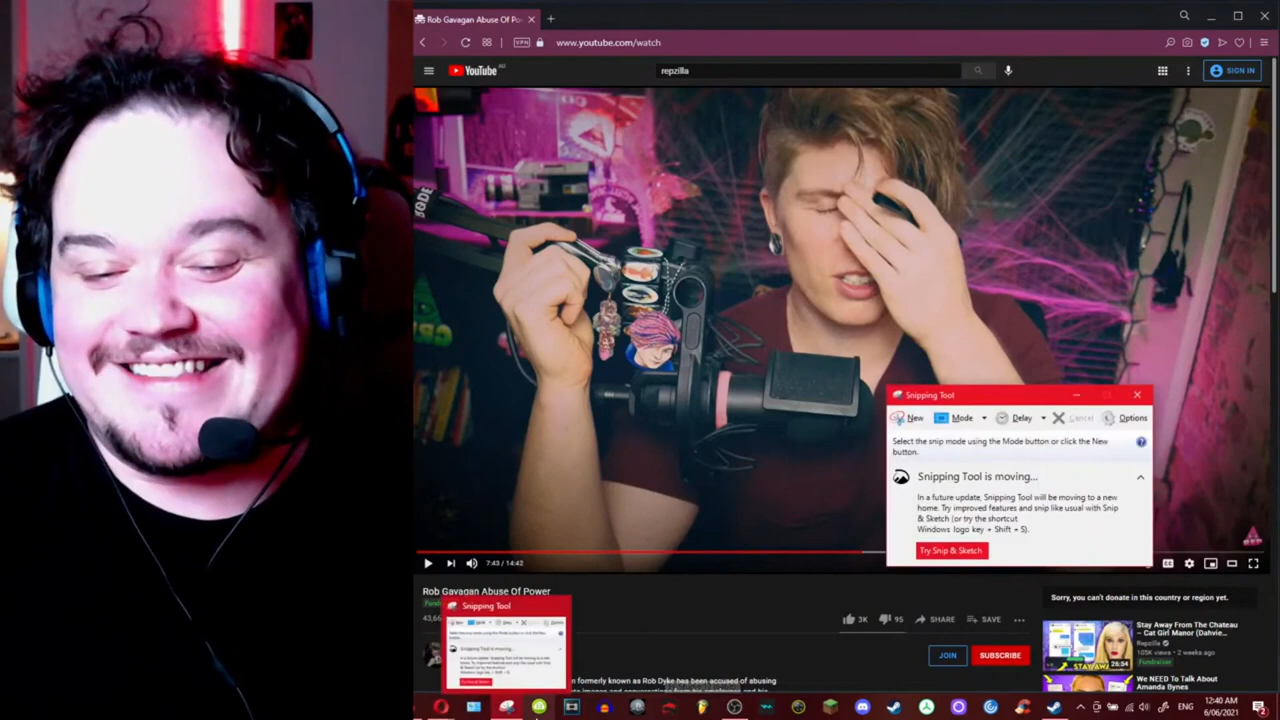 Rob Gavagan Abuse Of Po
www.youtube.com/watch
VPN
YouTube AU
repzilla
SIGN IN
Snipping Tool
New Mode Delay Cancel Options
Select the snip mode using the Mode button or click the New
button.
Snipping Tool is moving...
In a future update, Snipping Tool will be moving to a new
home. Try improved features and snip like usual with Snip
& Sketch (or try the shortcut
Windows logo key + Shift + S).
Try Snip & Sketch
7:43 / 14:42
Rob Gavagan Abuse Of Power
Snipping Tool
3K 95 SHARE SAVE
JOIN SUBSCRIBE
n formerly known as Rob Dyke has been accused of abusing
Sorry, you can't donate in this country or region yet.
Stay Away From The Chateau
– Cat Girl Manor (Dahvie...
Repzilla
105K views • 2 weeks ago
Fundraiser
26:54
We NEED To Talk About
Amanda Bynes
12:40 AM
6/06/2021
2